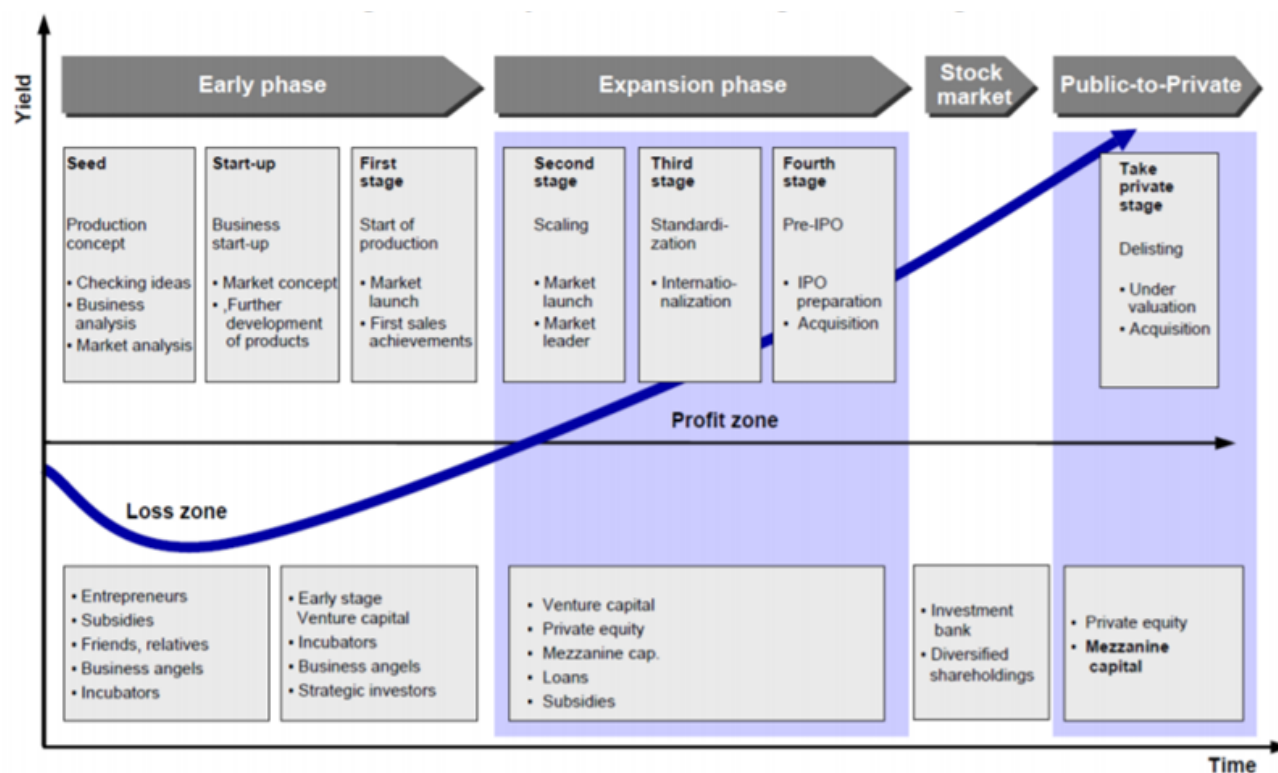 Yield
Early phase
Expansion phase
Stock
market
Public-to-Private
Seed
Production
concept
• Checking ideas
• Business
analysis
• Market analysis
Start-up
Business
start-up
• Market concept
• ,Further
development
of products
First
stage
Start of
production
• Market
launch
• First sales
achievements
Second
stage
Scaling
• Market
launch
• Market
leader
Third
stage
Standardi-
zation
• Internatio-
nalization
Fourth
stage
Pre-IPO
• IPO
preparation
• Acquisition
Take
private
stage
Delisting
• Under
valuation
• Acquisition
Profit zone
Loss zone
• Entrepreneurs
• Subsidies
• Friends, relatives
• Business angels
• Incubators
• Early stage
Venture capital
• Incubators
• Business angels
• Strategic investors
• Venture capital
• Private equity
• Mezzanine cap.
• Loans
• Subsidies
• Investment
bank
• Diversified
shareholdings
• Private equity
• Mezzanine
capital
Time